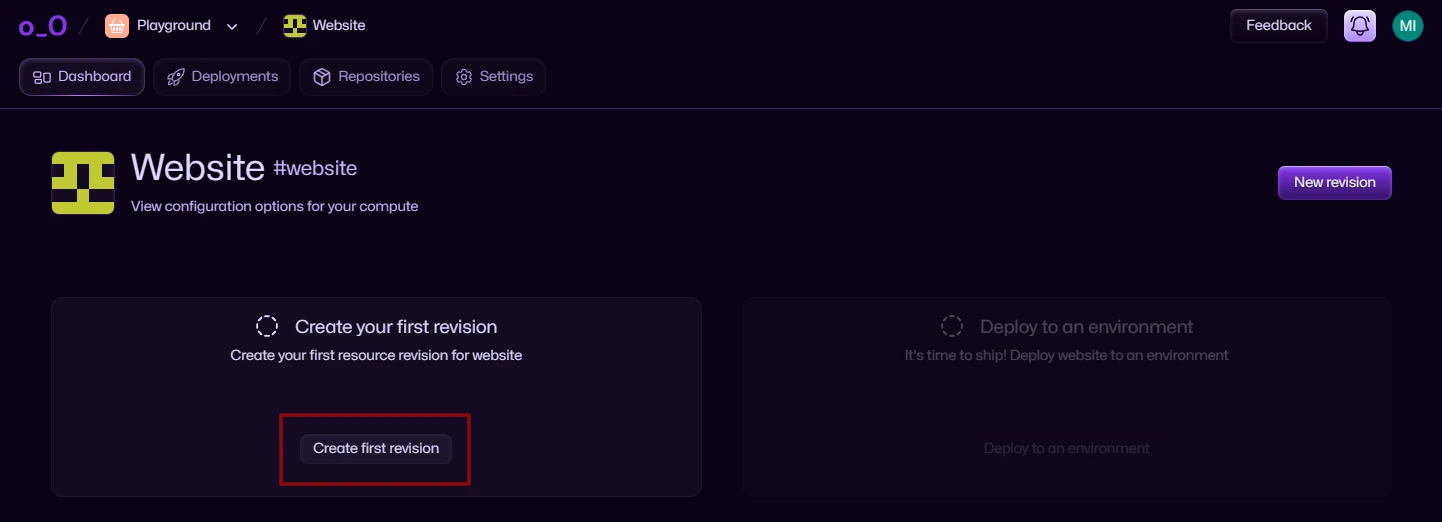 o_O / Playground / Website
Feedback
MI
Dashboard
Deployments
Repositories
Settings
Website #website
View configuration options for your compute
New revision
Create your first revision
Create your first resource revision for website
Create first revision
Deploy to an environment
It's time to ship! Deploy website to an environment
Deploy to an environment